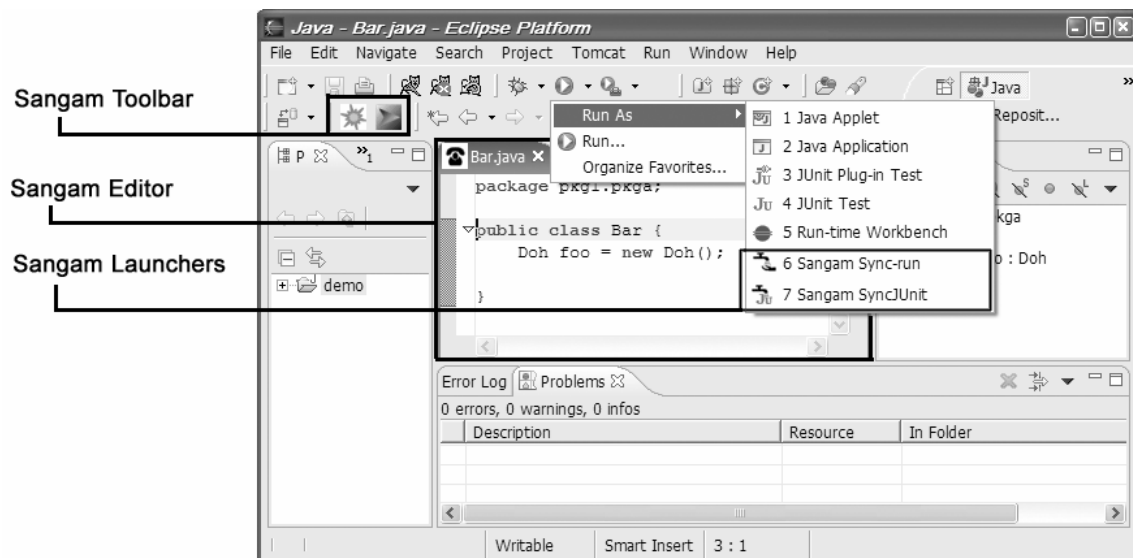 Java - Bar.java - Eclipse Platform
File Edit Navigate Search Project Tomcat Run Window Help
Java
»
Sangam Toolbar
Run As
Run...
Organize Favorites...
1 Java Applet
2 Java Application
3 JUnit Plug-in Test
4 JUnit Test
5 Run-time Workbench
6 Sangam Sync-run
7 Sangam SyncJUnit
Reposit...
P
»1
Bar.java
Sangam Editor
package pkg1.pkga;
kga
public class Bar {
Doh foo = new Doh();
o : Doh
}
Sangam Launchers
demo
Error Log Problems
0 errors, 0 warnings, 0 infos
Description Resource In Folder
Writable Smart Insert 3 : 1